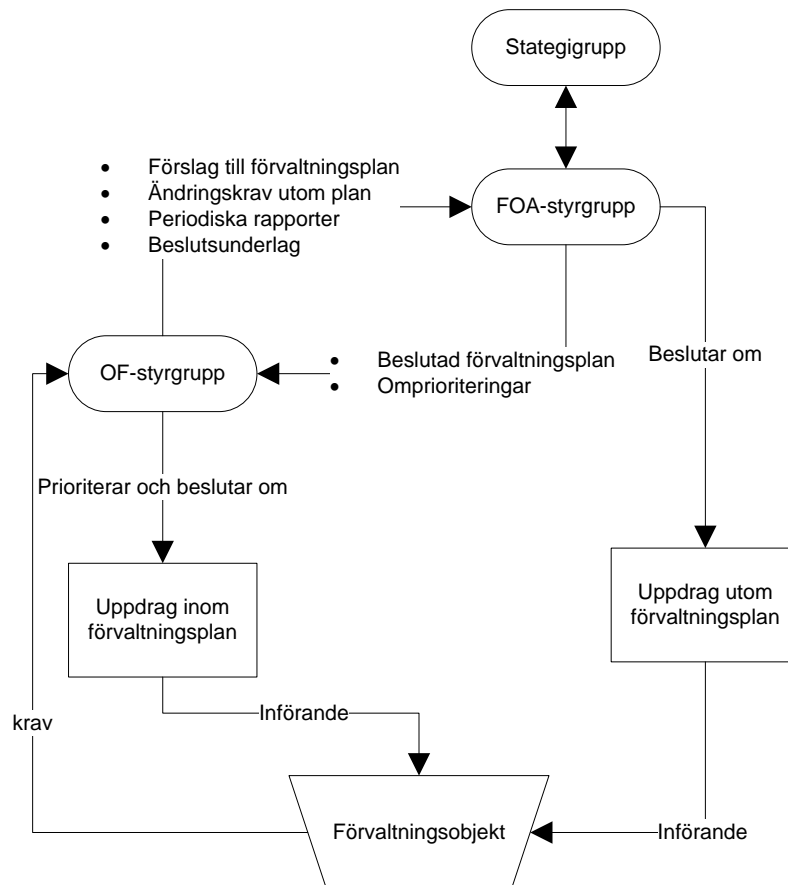 Stategigrupp
• Förslag till förvaltningsplan
• Ändringskrav utom plan
• Periodiska rapporter
• Beslutsunderlag
FOA-styrgrupp
OF-styrgrupp
• Beslutad förvaltningsplan
• Omprioriteringar
Beslutar om
Prioriterar och beslutar om
Uppdrag inom
förvaltningsplan
Uppdrag utom
förvaltningsplan
krav
Införande
Förvaltningsobjekt
Införande